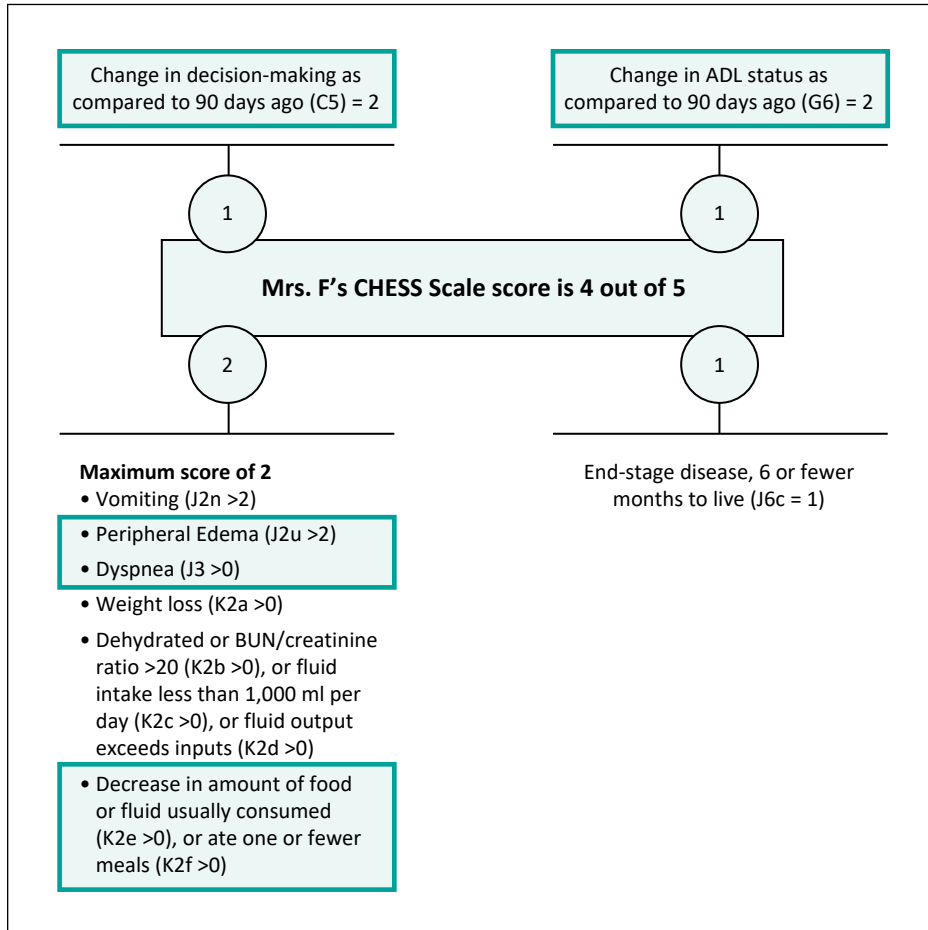 Change in decision-making as
compared to 90 days ago (C5) = 2
Change in ADL status as
compared to 90 days ago (G6) = 2
1
1
Mrs. F’s CHESS Scale score is 4 out of 5
2
1
Maximum score of 2
• Vomiting (J2n >2)
• Peripheral Edema (J2u >2)
• Dyspnea (J3 >0)
• Weight loss (K2a >0)
• Dehydrated or BUN/creatinine
ratio >20 (K2b >0), or fluid
intake less than 1,000 ml per
day (K2c >0), or fluid output
exceeds inputs (K2d >0)
• Decrease in amount of food
or fluid usually consumed
(K2e >0), or ate one or fewer
meals (K2f >0)
End-stage disease, 6 or fewer
months to live (J6c = 1)